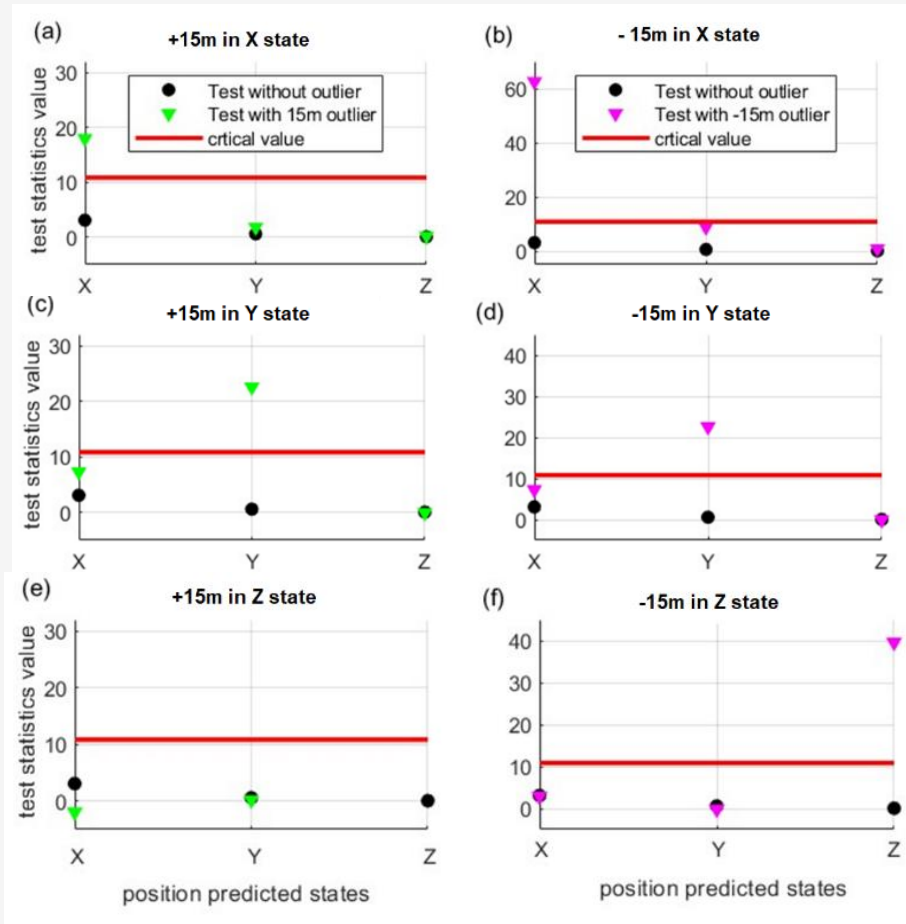 (a)
+15m in X state
30
20
10
0
test statistics value
Test without outlier
Test with 15m outlier
crtical value
X
Y
Z
(b)
- 15m in X state
60
40
20
0
Test without outlier
Test with -15m outlier
crtical value
X
Y
Z
(c)
+15m in Y state
30
20
10
0
test statistics value
X
Y
Z
(d)
-15m in Y state
40
30
20
10
0
X
Y
Z
(e)
+15m in Z state
30
20
10
0
test statistics value
X
Y
Z
position predicted states
(f)
-15m in Z state
40
30
20
10
0
X
Y
Z
position predicted states